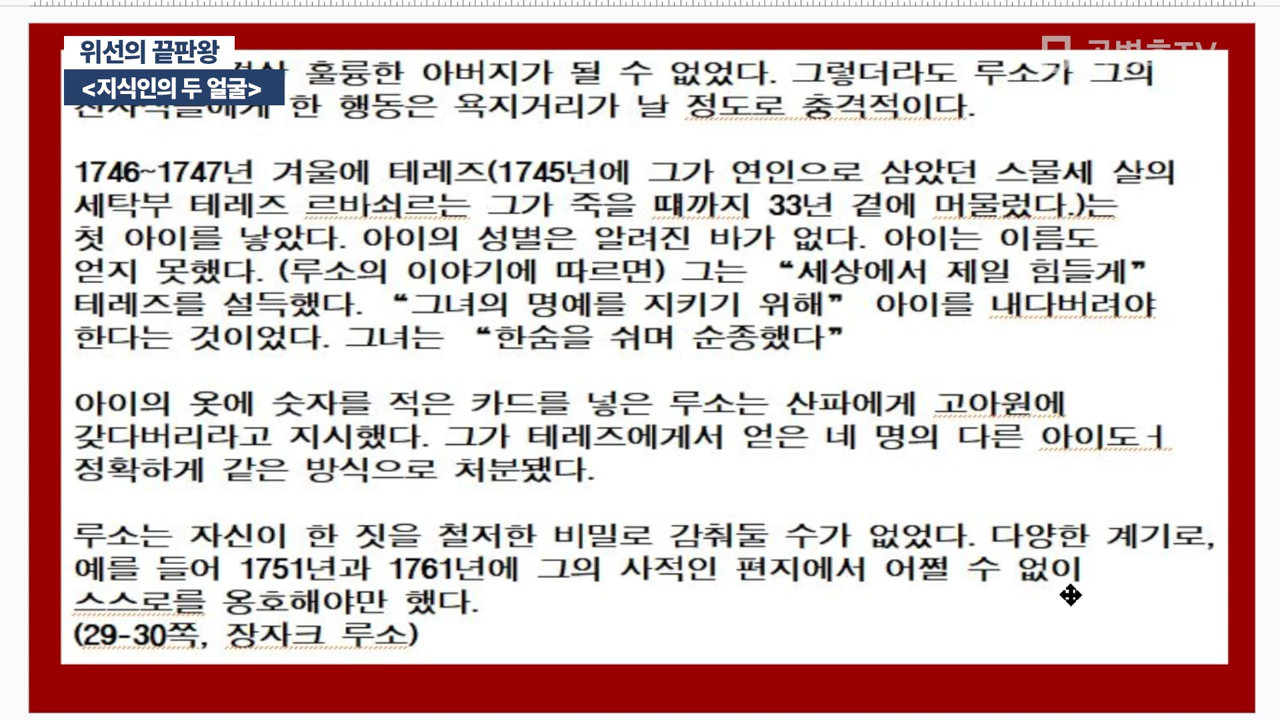 위선의 끝판왕
<지식인의 두 얼굴>
훌륭한 아버지가 될 수 없었다. 그렇더라도 루소가 그의
한 행동은 욕지거리가 날 정도로 충격적이다.
1746~1747년 겨울에 테레즈(1745년에 그가 연인으로 삼았던 스물세 살의
세탁부 테레즈 르바쇠르는 그가 죽을 떄까지 33년 곁에 머물렀다.)는
첫 아이를 낳았다. 아이의 성별은 알려진 바가 없다. 아이는 이름도
얻지 못했다. (루소의 이야기에 따르면) 그는 “세상에서 제일 힘들게”
테레즈를 설득했다. “그녀의 명예를 지키기 위해” 아이를 내다버려야
한다는 것이었다. 그녀는 “한숨을 쉬며 순종했다”
아이의 옷에 숫자를 적은 카드를 넣은 루소는 산파에게 고아원에
갖다버리라고 지시했다. 그가 테레즈에게서 얻은 네 명의 다른 아이도ㅓ
정확하게 같은 방식으로 처분됐다.
루소는 자신이 한 짓을 철저한 비밀로 감춰둘 수가 없었다. 다양한 계기로,
예를 들어 1751년과 1761년에 그의 사적인 편지에서 어쩔 수 없이
스스로를 옹호해야만 했다.
(29-30쪽, 장자크 루소)